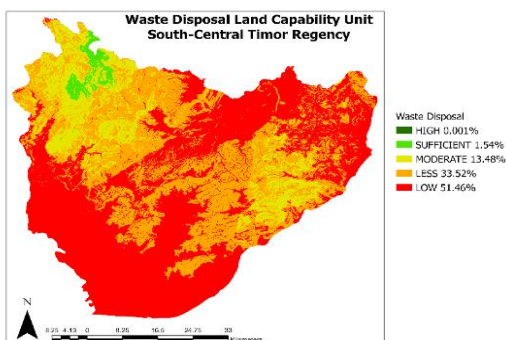 Waste Disposal Land Capability Unit
South-Central Timor Regency
Waste Disposal
HIGH 0.001%
SUFFICIENT 1.54%
MODERATE 13.48%
LESS 33.52%
LOW 51.46%
N
8.25 4.13 0 8.25 16.5 24.75 33
Kilometers